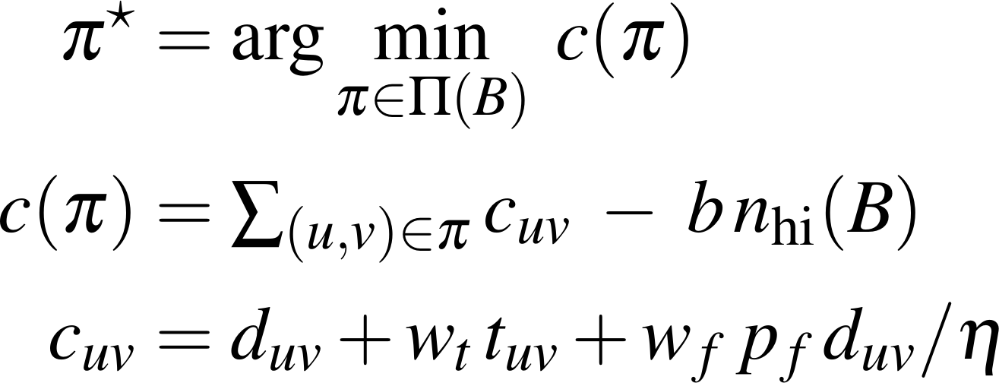 π⋆ = arg min_{π∈Π(B)} c(π)
c(π) = ∑_{(u,v)∈π} c_{uv} − b n_{hi}(B)
c_{uv} = d_{uv} + w_t t_{uv} + w_f p_f d_{uv}/η